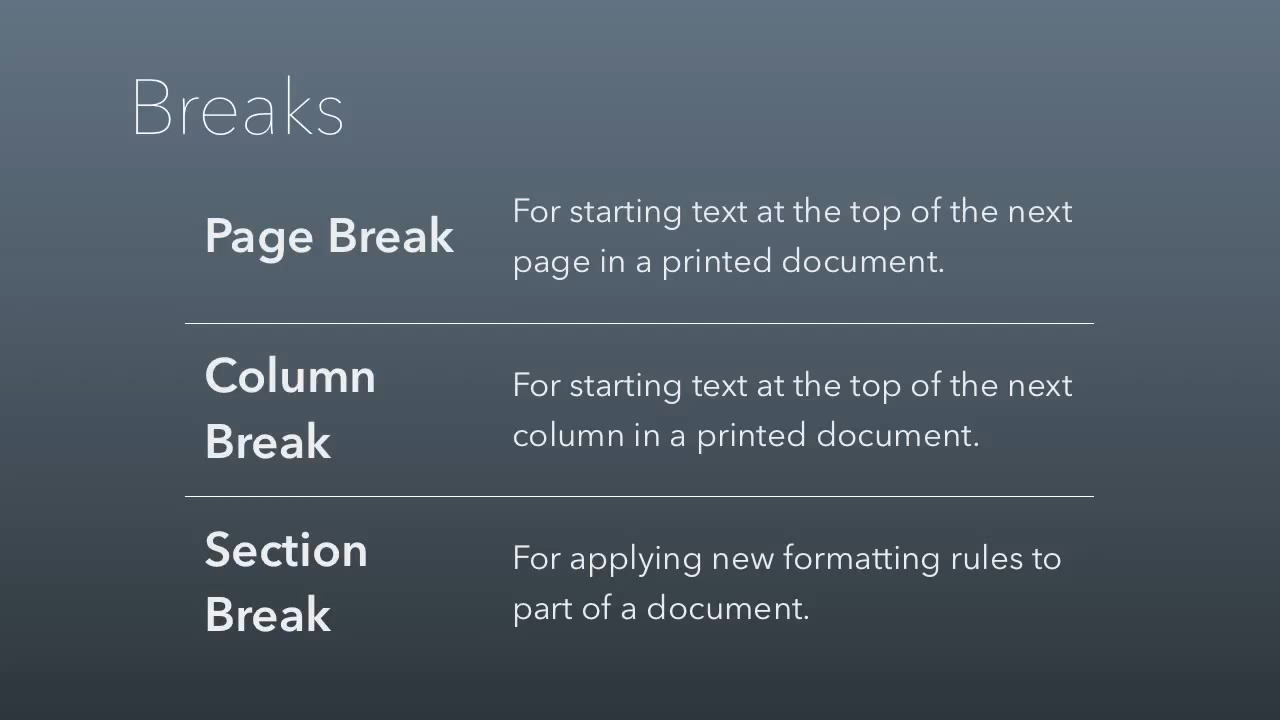 Breaks
Page Break
For starting text at the top of the next
page in a printed document.
Column
Break
For starting text at the top of the next
column in a printed document.
Section
Break
For applying new formatting rules to
part of a document.